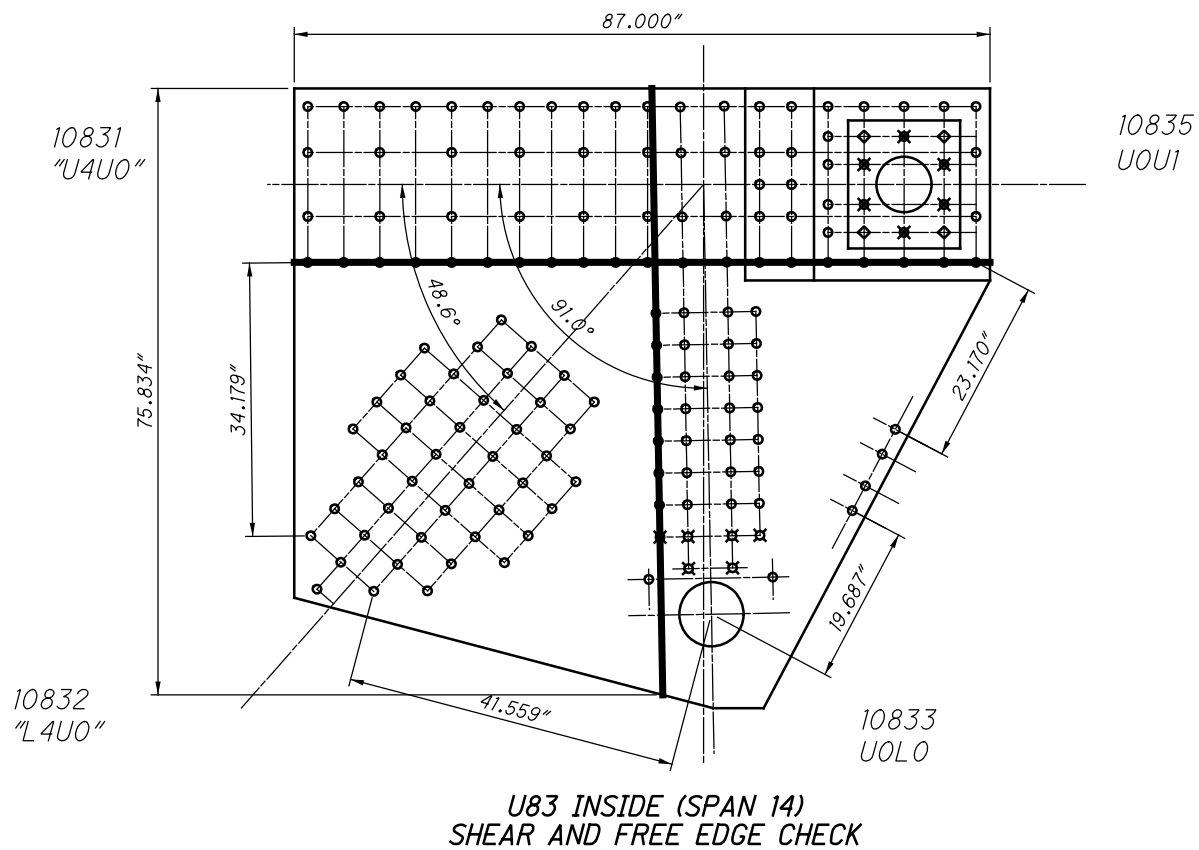 87.000"
10831
"U4U0"
10835
U0U1
48.6°
91.0°
75.834"
34.179"
23.170"
19.687"
41.559"
10832
"L4U0"
10833
U0L0
U83 INSIDE (SPAN 14)
SHEAR AND FREE EDGE CHECK